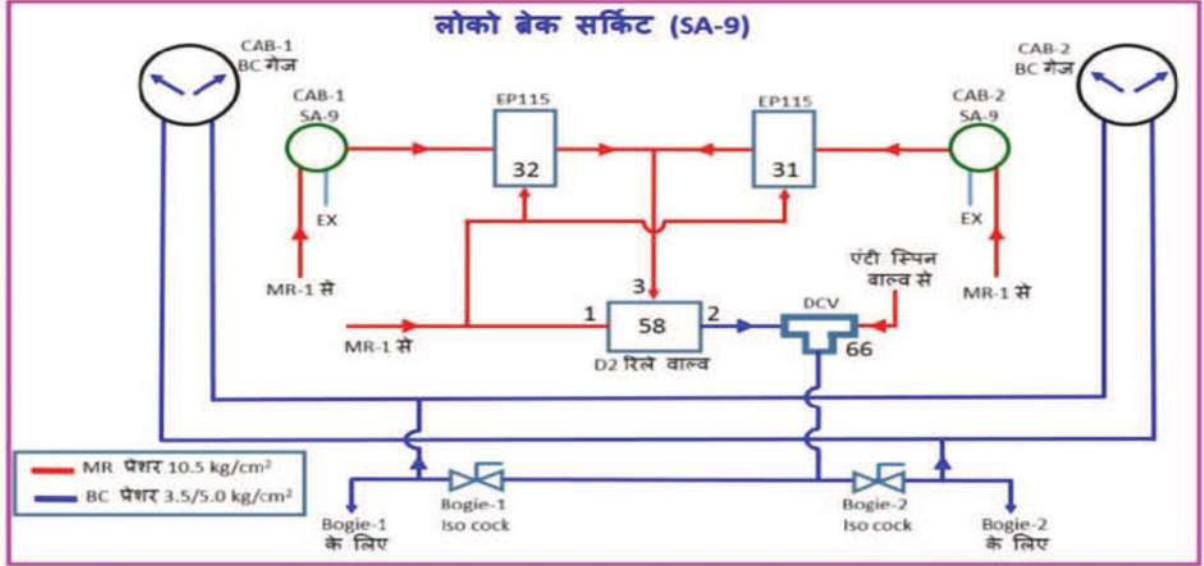 लोको ब्रेक सर्किट (SA-9)
CAB-1
BC गेज
CAB-2
BC गेज
CAB-1
SA-9
EP115
EP115
CAB-2
SA-9
32
31
EX
EX
MR-1 से
एंटी स्पिन
वाल्व से
MR-1 से
3
DCV
1
58
2
MR-1 से
66
D2 रिले वाल्व
MR प्रेशर 10.5 kg/cm²
BC प्रेशर 3.5/5.0 kg/cm²
Bogie-1
के लिए
Bogie-1
Iso cock
Bogie-2
Iso cock
Bogie-2
के लिए